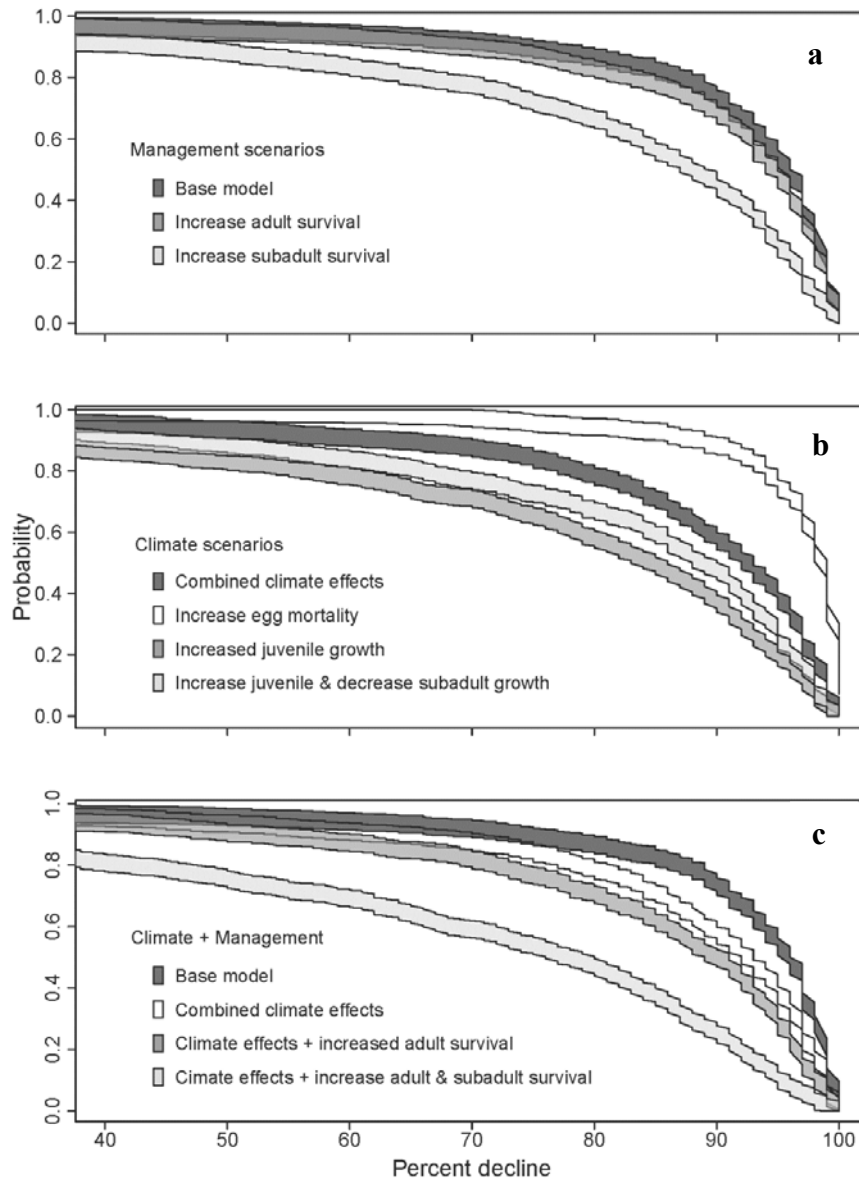 1.0
a
0.8
0.6
Management scenarios
Base model
0.4
Increase adult survival
Increase subadult survival
0.2
0.0
1.0
b
0.8
Probability
0.6
Climate scenarios
Combined climate effects
0.4
Increase egg mortality
Increased juvenile growth
0.2
Increase juvenile & decrease subadult growth
0.0
1.0
c
0.8
0.6
Climate + Management
Base model
0.4
Combined climate effects
Climate effects + increased adult survival
0.2
Cimate effects + increase adult & subadult survival
0.0
40 50 60 70 80 90 100
Percent decline